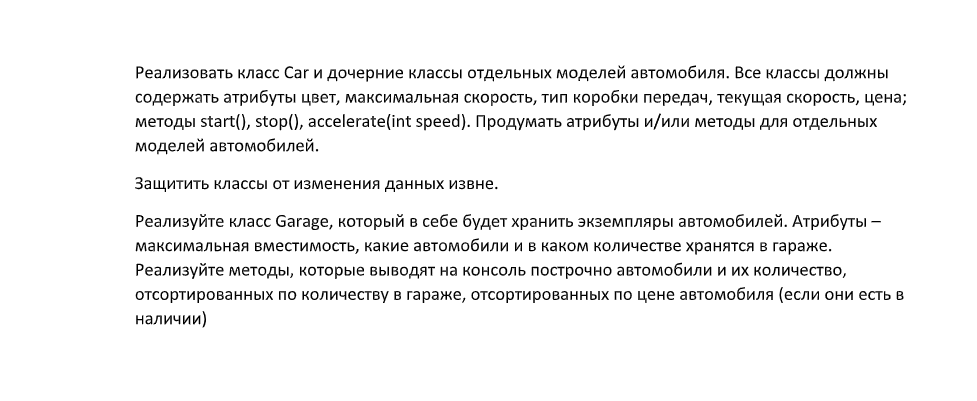 Реализовать класс Car и дочерние классы отдельных моделей автомобиля. Все классы должны
содержать атрибуты цвет, максимальная скорость, тип коробки передач, текущая скорость, цена;
методы start(), stop(), accelerate(int speed). Продумать атрибуты и/или методы для отдельных
моделей автомобилей.
Защитить классы от изменения данных извне.
Реализуйте класс Garage, который в себе будет хранить экземпляры автомобилей. Атрибуты –
максимальная вместимость, какие автомобили и в каком количестве хранятся в гараже.
Реализуйте методы, которые выводят на консоль построчно автомобили и их количество,
отсортированных по количеству в гараже, отсортированных по цене автомобиля (если они есть в
наличии)